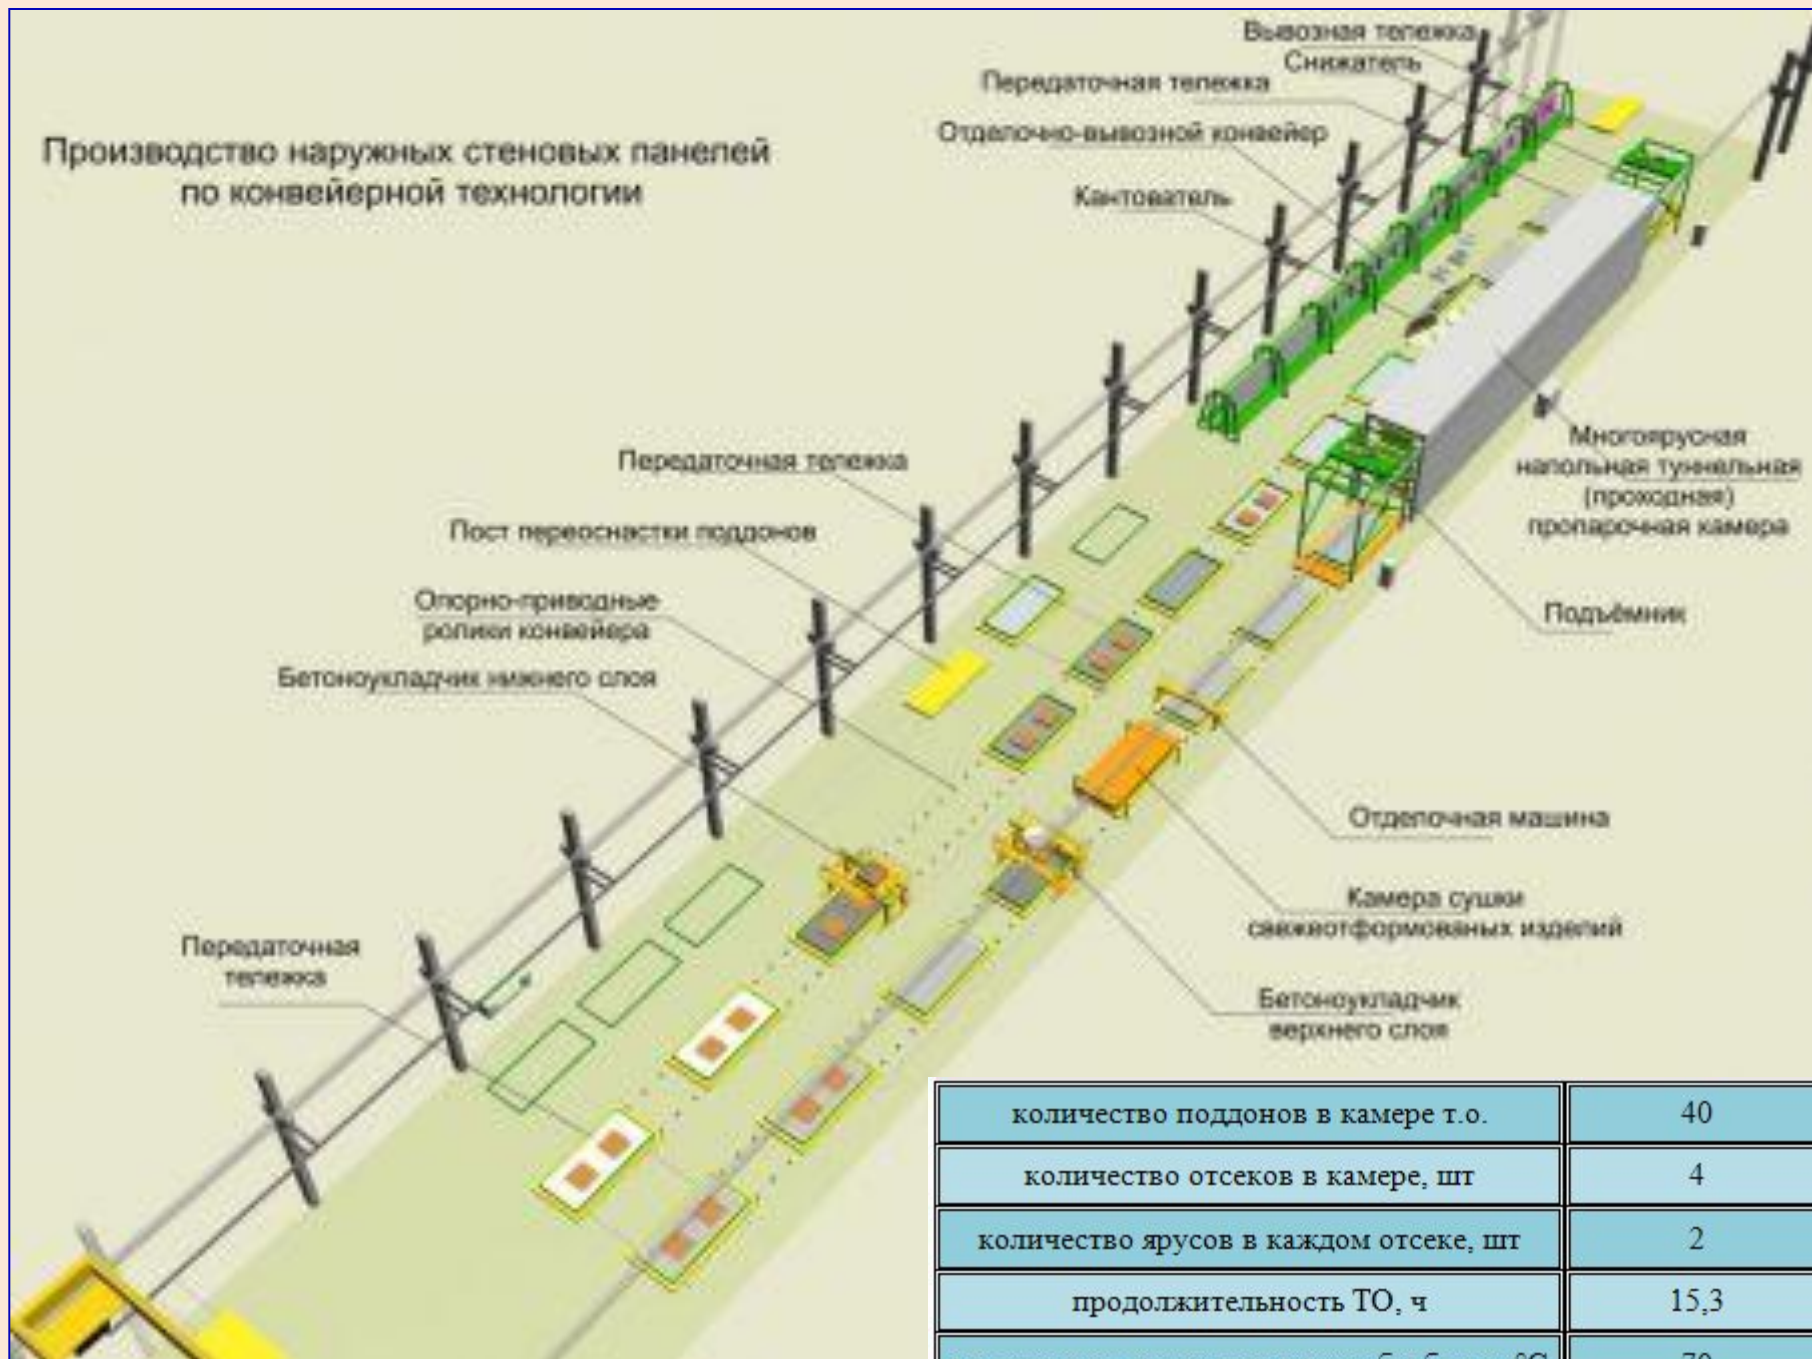 Производство наружных стеновых панелей
по конвейерной технологии
Вывозная тележка
Снижатель
Передаточная тележка
Отделочно-вывозной конвейер
Кантователь
Передаточная тележка
Пост переоснастки поддонов
Опорно-приводные
ролики конвейера
Бетоноукладчик нижнего слоя
Передаточная
тележка
Многоярусная
напольная туннельная
(проходная)
пропарочная камера
Подъёмник
Отделочная машина
Камера сушки
свежеотформованых изделий
Бетоноукладчик
верхнего слоя
количество поддонов в камере т.о. 40
количество отсеков в камере, шт 4
количество ярусов в каждом отсеке, шт 2
продолжительность ТО, ч 15,3
°С 70